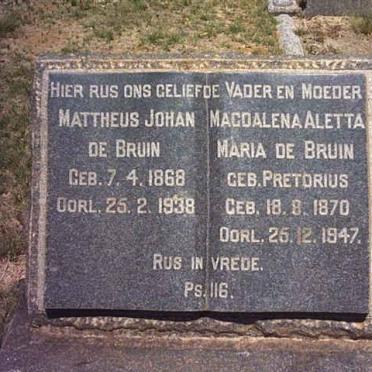 Hier rus ons geliefde Vader en Moeder
Mattheus Johan
de Bruin
Geb. 7. 4. 1868
Oorl. 25. 2. 1938
Magdalena Aletta
Maria de Bruin
geb. Pretorius
Geb. 18. 8. 1870
Oorl. 25. 12. 1947.
Rus in vrede.
Ps. 116.